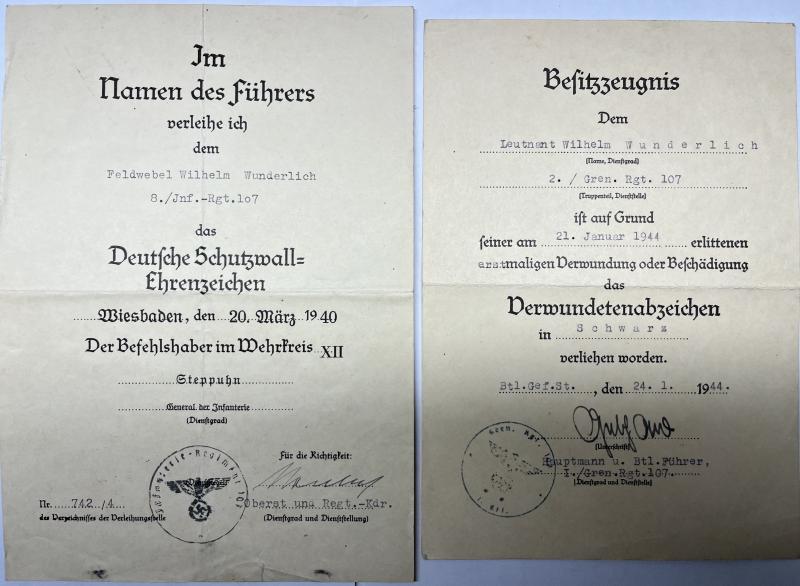 Im
Namen des Führers
verleihe ich
dem
Feldwebel Wilhelm Wunderlich
8./Jnf.-Rgt.107
das
Deutsche Schutzwall=
Ehrenzeichen
Wiesbaden, den 20. März 1940
Der Befehlshaber im Wehrkreis XII
Steppuhn
General der Infanterie
(Dienstgrad)
Für die Richtigkeit:
Oberst und Regt.-Kdr.
Nr. 742 /4
des Verzeichnisses der Verleihungsstelle
(Dienstgrad und Dienststellung)
Infanterie-Regiment 107
Besitzzeugnis
Dem
Leutnant Wilhelm Wunderlich
(Name, Dienstgrad)
2. / Gren. Rgt. 107
(Truppenteil, Dienststelle)
ist auf Grund
seiner am 21. Januar 1944 erlittenen
erstmaligen Verwundung oder Beschädigung
das
Verwundetenabzeichen
in Schwarz
verliehen worden.
Btl.Gef.St. , den 24. 1. 1944.
(Unterschrift)
Hauptmann u. Btl.Führer,
I./Gren.Rgt.107.
(Dienstgrad und Dienststelle)